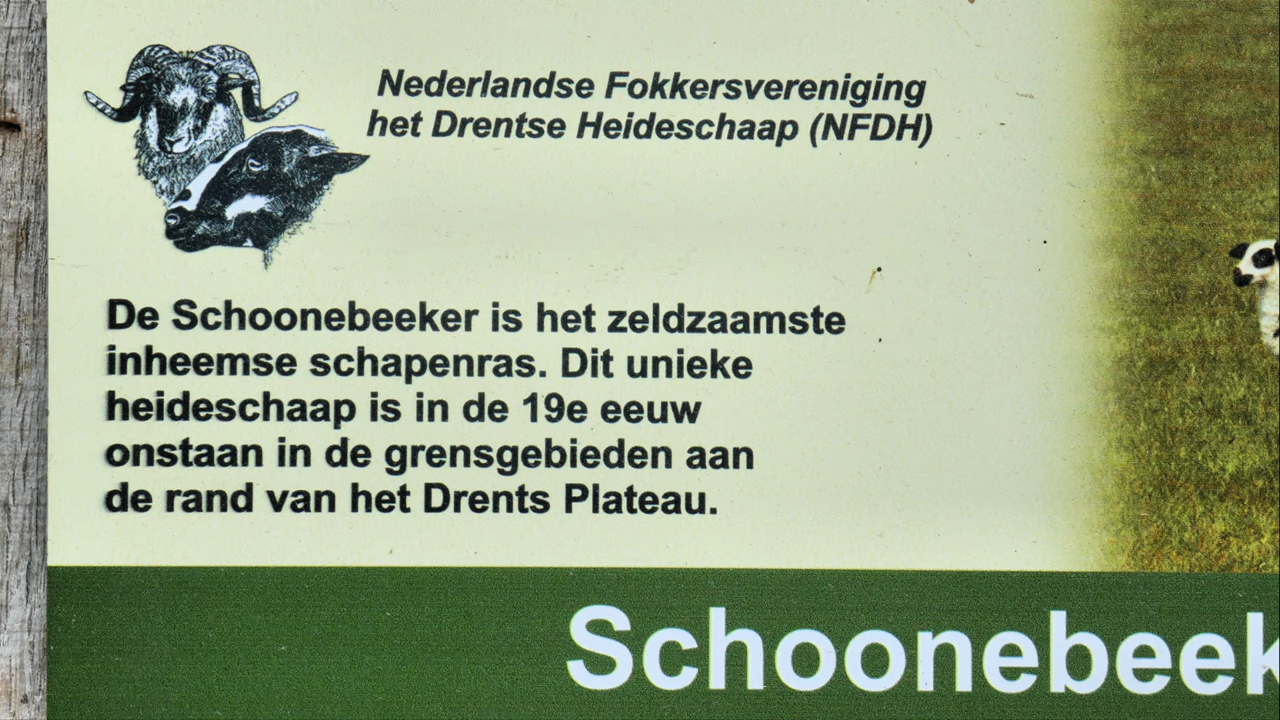 Nederlandse Fokkersvereniging
het Drentse Heideschaap (NFDH)
De Schoonebeeker is het zeldzaamste
inheemse schapenras. Dit unieke
heideschaap is in de 19e eeuw
onstaan in de grensgebieden aan
de rand van het Drents Plateau.
Schoonebeek